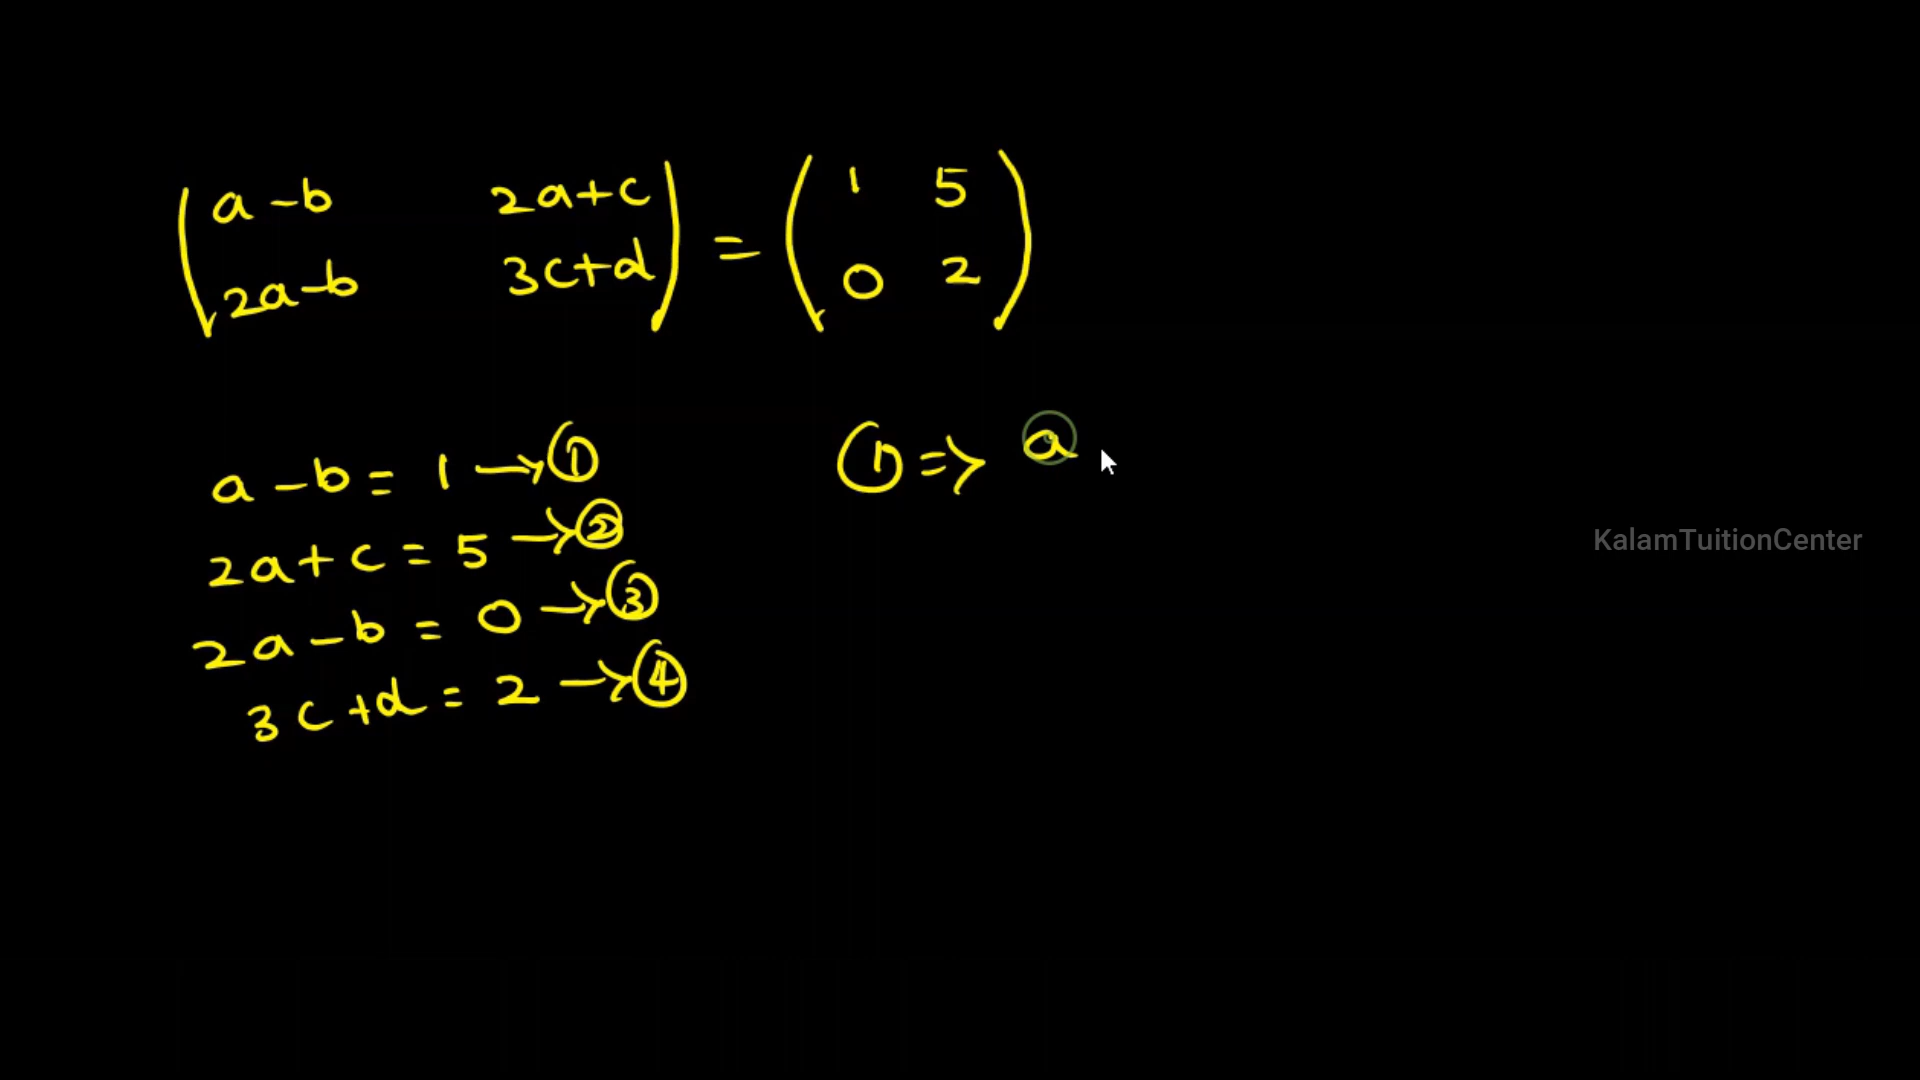 a - b 2a + c = 1 5
2a - b 3c + d 0 2
a - b = 1 → ①
2a + c = 5 → ②
2a - b = 0 → ③
3c + d = 2 → ④
① ⇒ a
KalamTuitionCenter